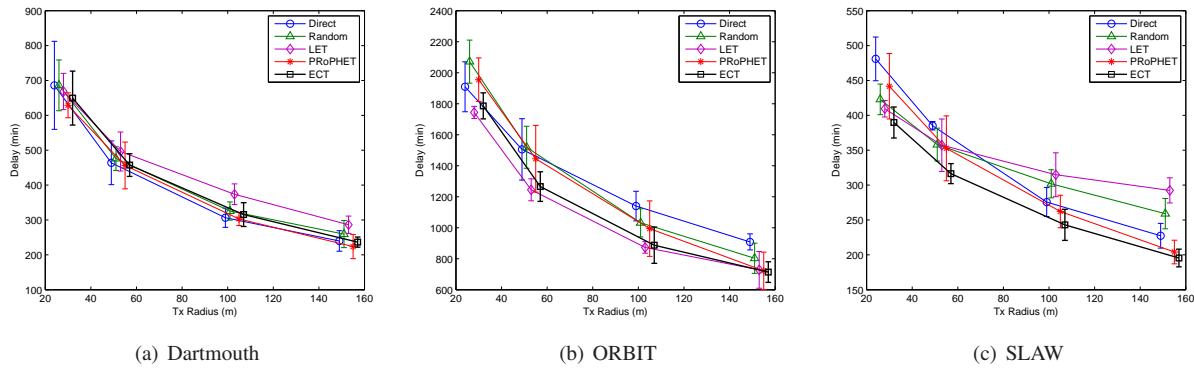 900
800
700
600
500
400
300
200
100
Delay (min)
20 40 60 80 100 120 140 160
Tx Radius (m)
Direct
Random
LET
PRoPHET
ECT
(a) Dartmouth
2400
2200
2000
1800
1600
1400
1200
1000
800
600
Delay (min)
20 40 60 80 100 120 140 160
Tx Radius (m)
Direct
Random
LET
PRoPHET
ECT
(b) ORBIT
550
500
450
400
350
300
250
200
150
Delay (min)
20 40 60 80 100 120 140 160
Tx Radius (m)
Direct
Random
LET
PRoPHET
ECT
(c) SLAW